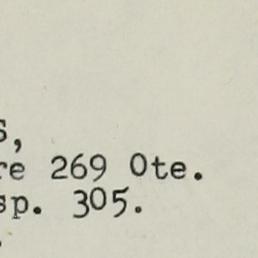 s,
re 269 Ote.
sp. 305.
.